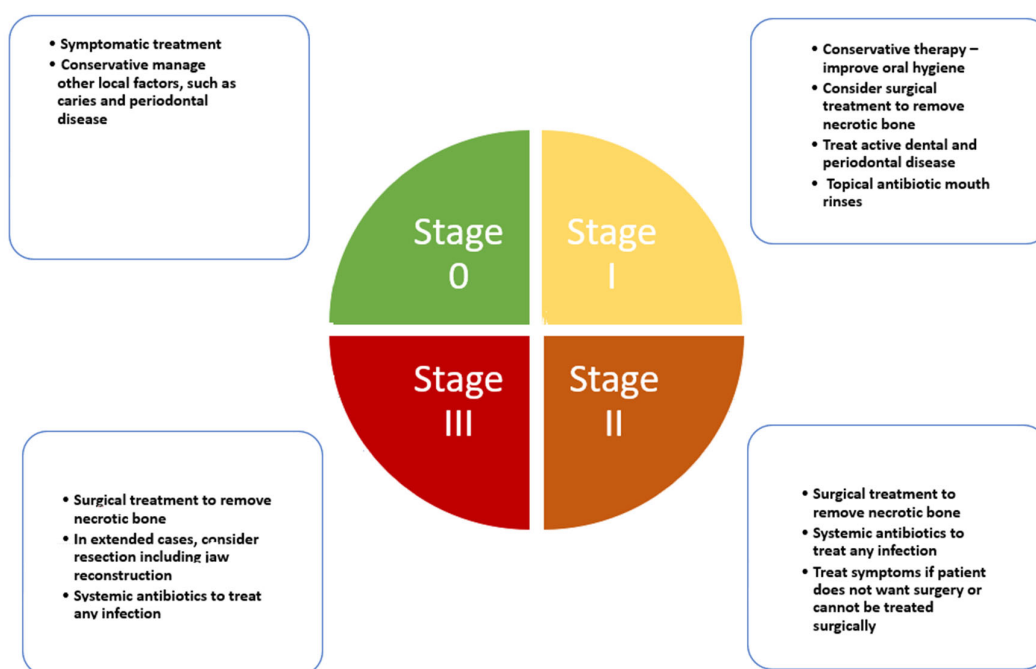 • Symptomatic treatment
• Conservative manage
other local factors, such as
caries and periodontal
disease
• Conservative therapy –
improve oral hygiene
• Consider surgical
treatment to remove
necrotic bone
• Treat active dental and
periodontal disease
• Topical antibiotic mouth
rinses
Stage
0
Stage
I
Stage
III
Stage
II
• Surgical treatment to remove
necrotic bone
• In extended cases, consider
resection including jaw
reconstruction
• Systemic antibiotics to treat
any infection
• Surgical treatment to
remove necrotic bone
• Systemic antibiotics to
treat any infection
• Treat symptoms if patient
does not want surgery or
cannot be treated
surgically